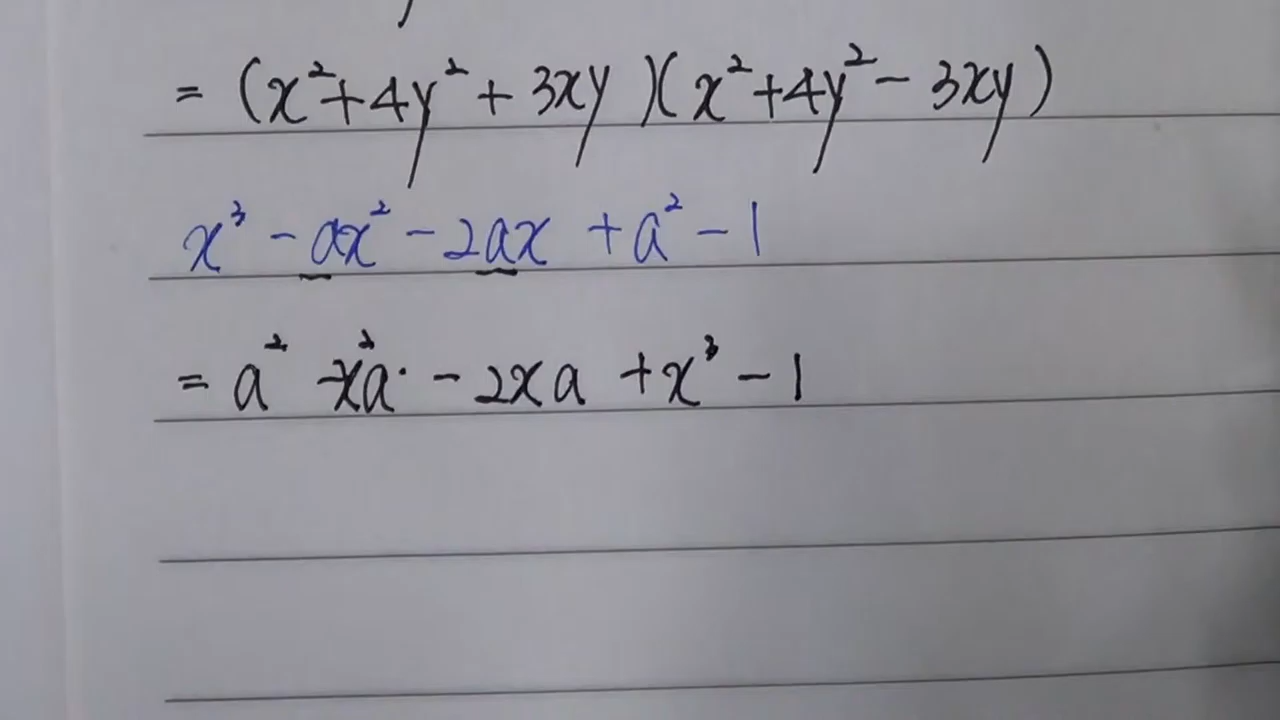 = (x²+4y²+3xy)(x²+4y²-3xy)
x³-ax²-2ax+a²-1
=a²-x²a·-2xa+x³-1